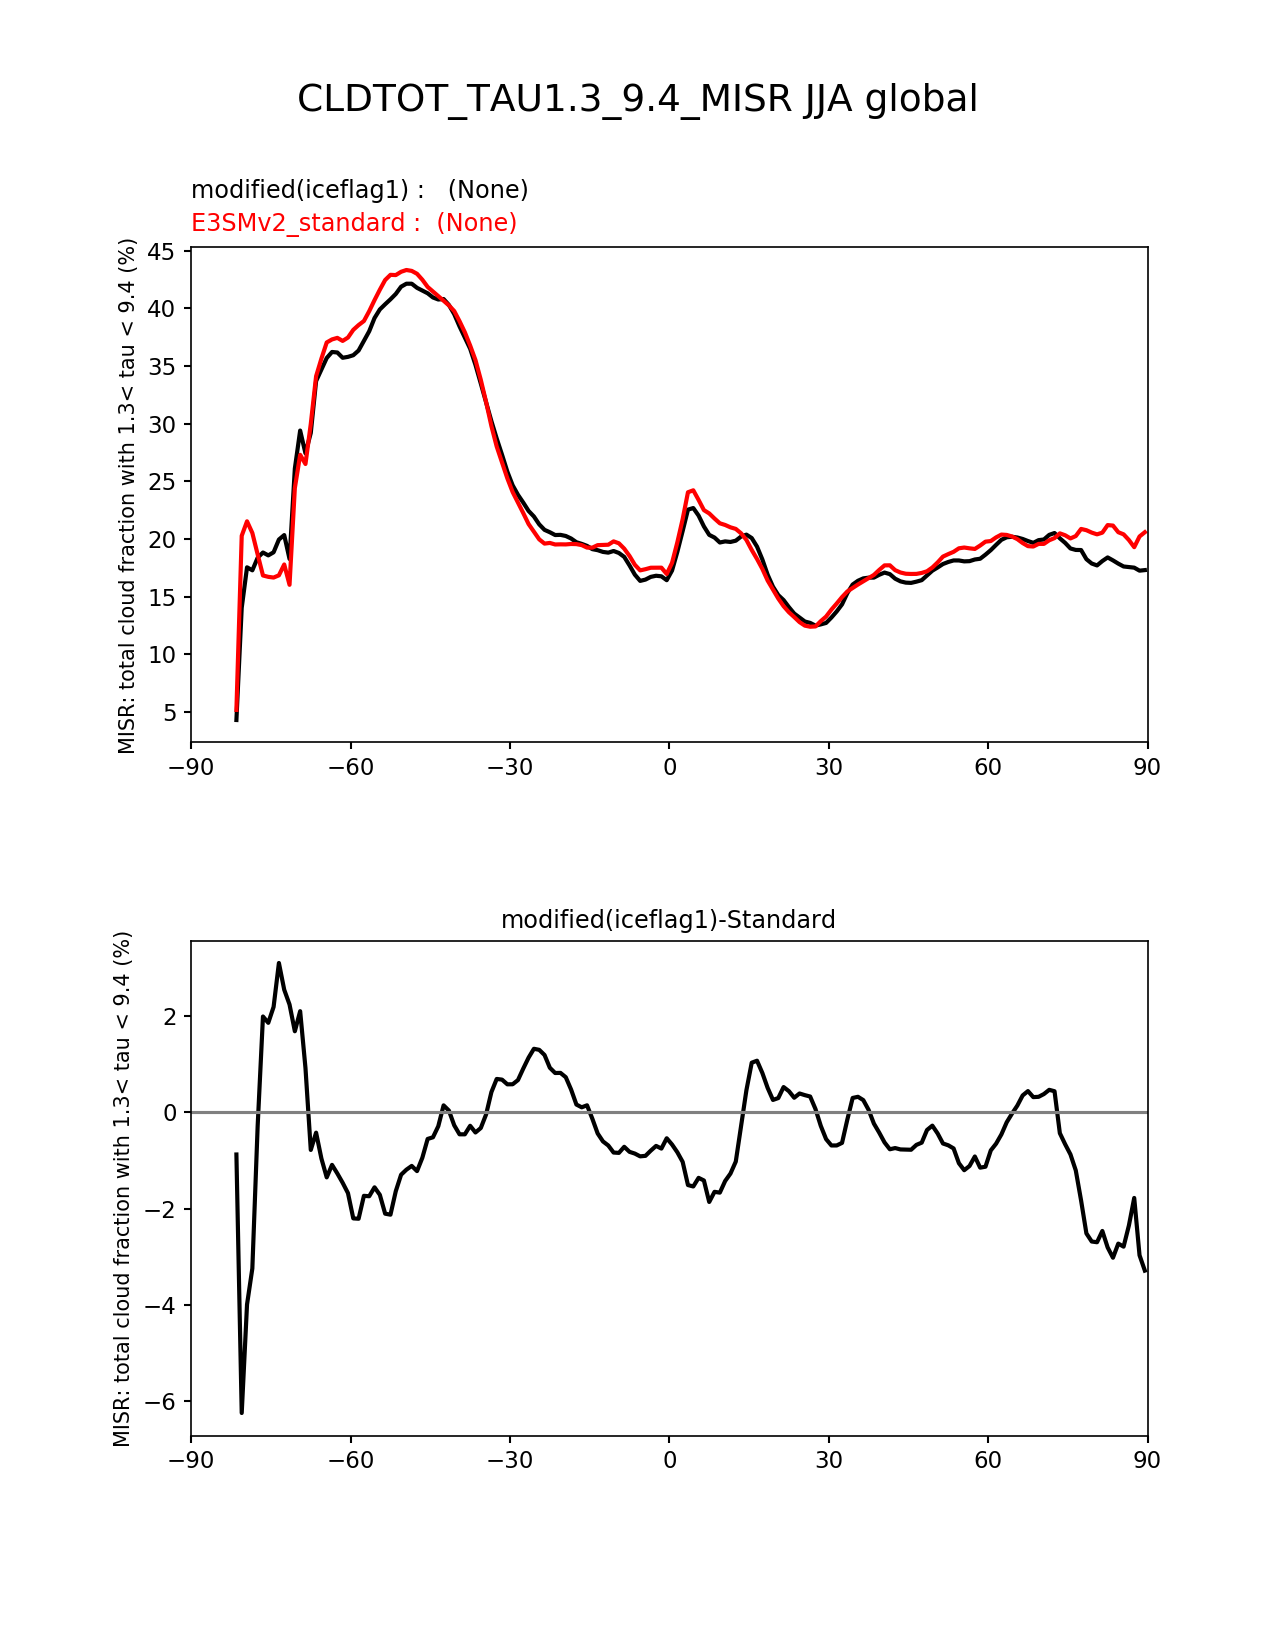 CLDTOT_TAU1.3_9.4_MISR JJA global
modified(iceflag1) :   (None)
E3SMv2_standard :  (None)
MISR: total cloud fraction with 1.3< tau < 9.4 (%)
45
40
35
30
25
20
15
10
5
−90 −60 −30 0 30 60 90
modified(iceflag1)-Standard
MISR: total cloud fraction with 1.3< tau < 9.4 (%)
2
0
−2
−4
−6
−90 −60 −30 0 30 60 90